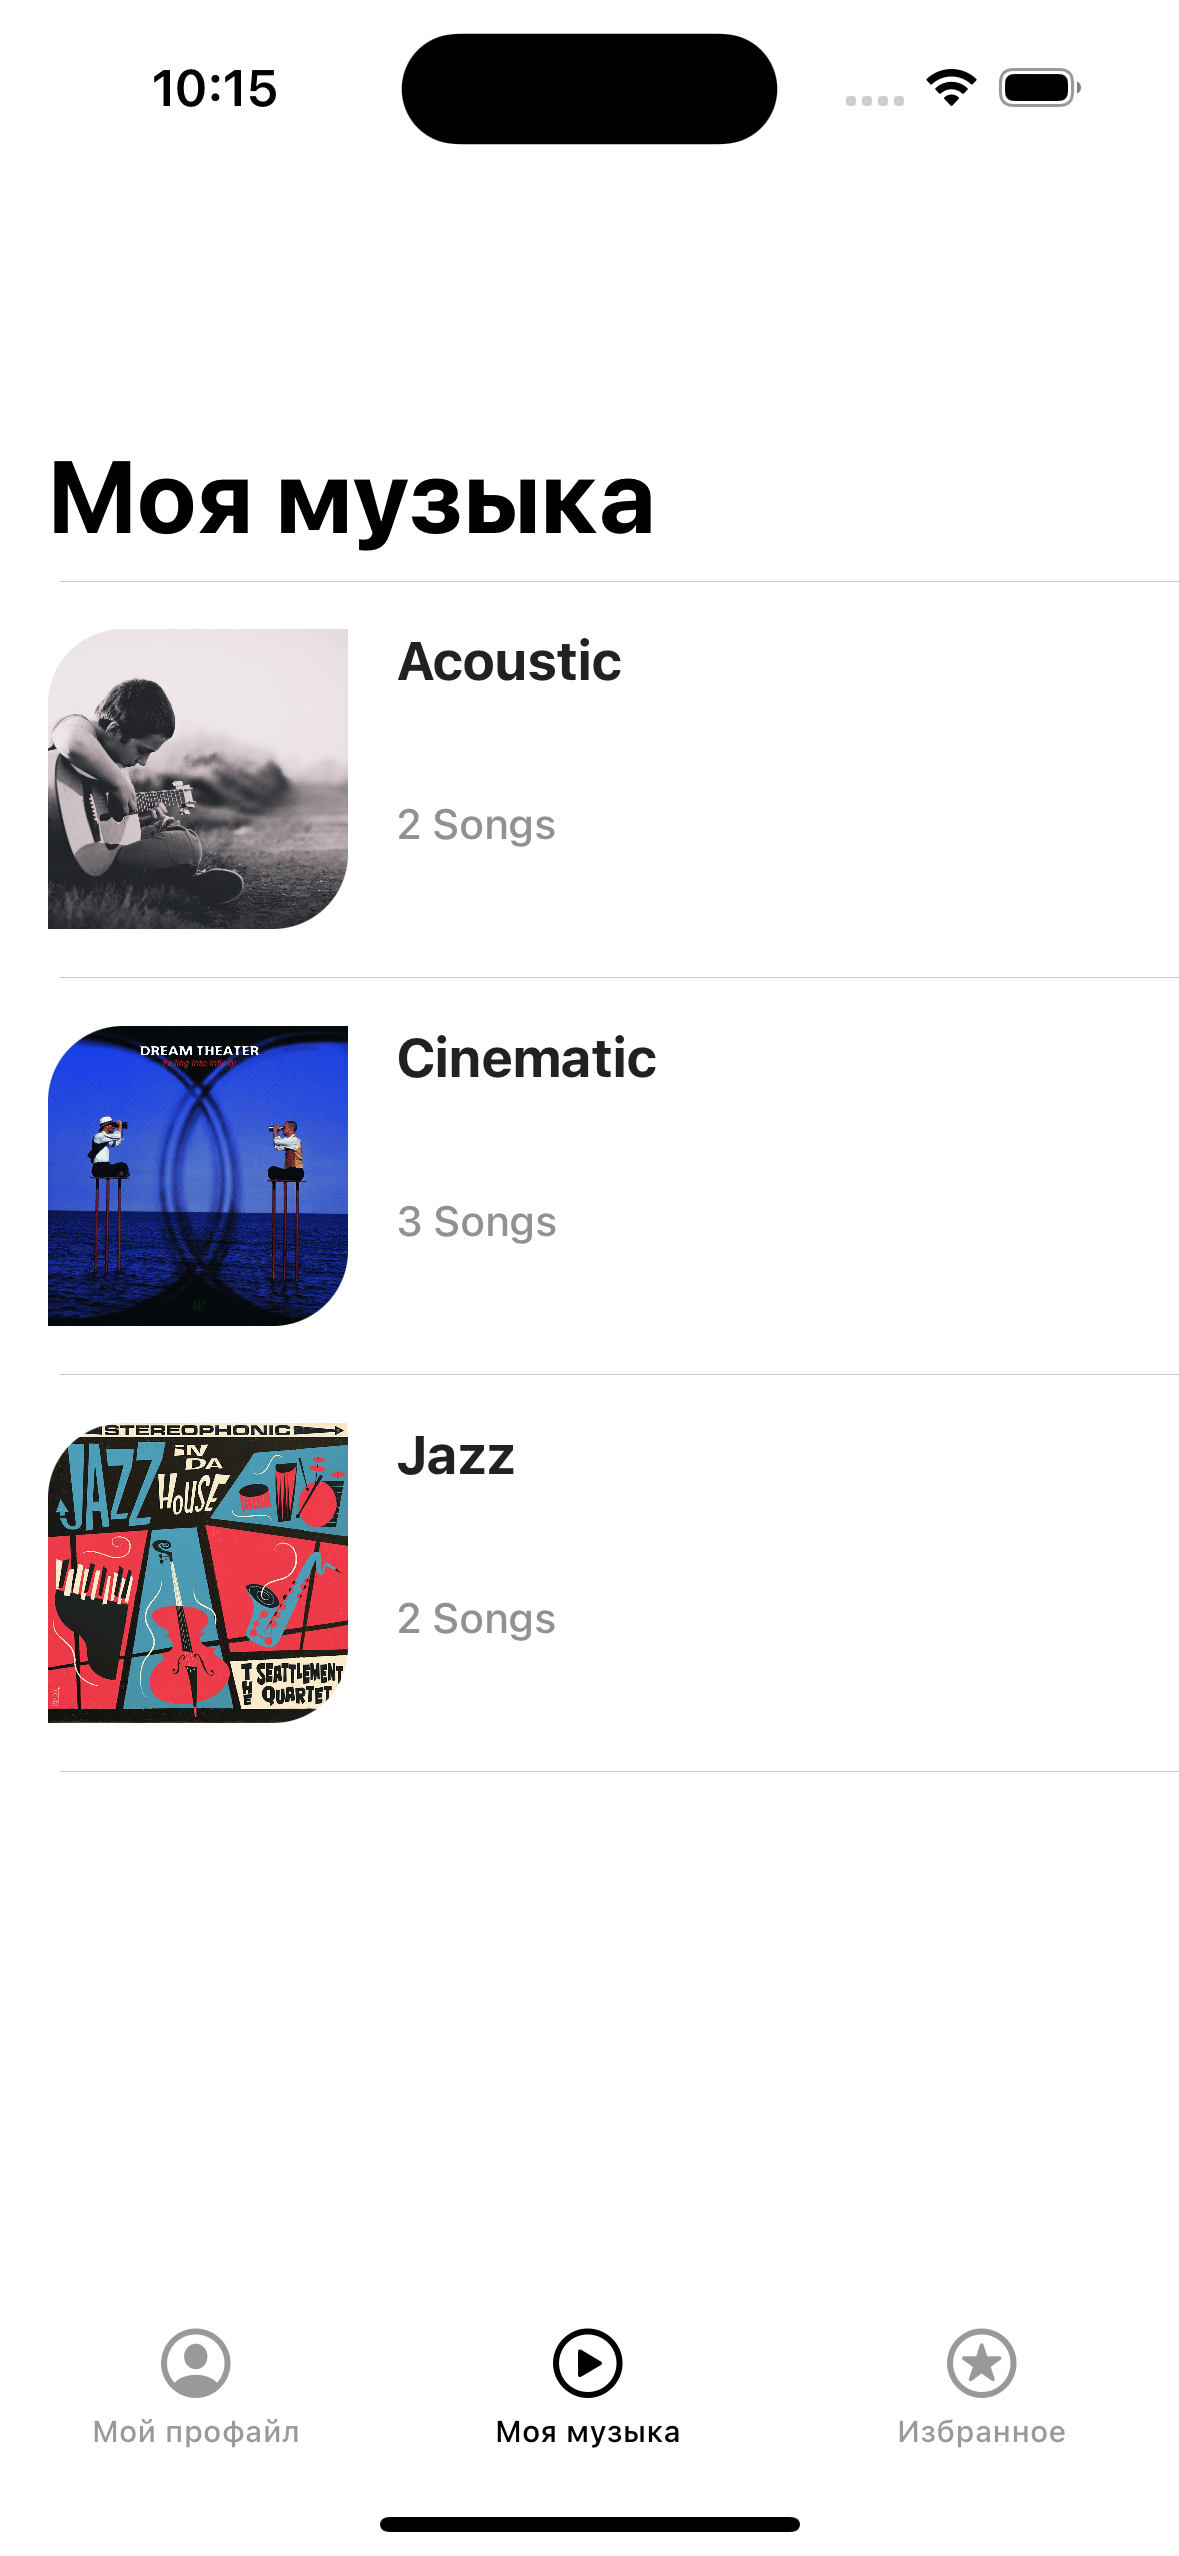 10:15
Моя музыка
Acoustic
2 Songs
DREAM THEATER
Falling Into Infinity
Cinematic
3 Songs
STEREOPHONIC
JAZZ iN DA HOUSE
THE SEATTLEMENT QUARTET
Jazz
2 Songs
Мой профайл
Моя музыка
Избранное